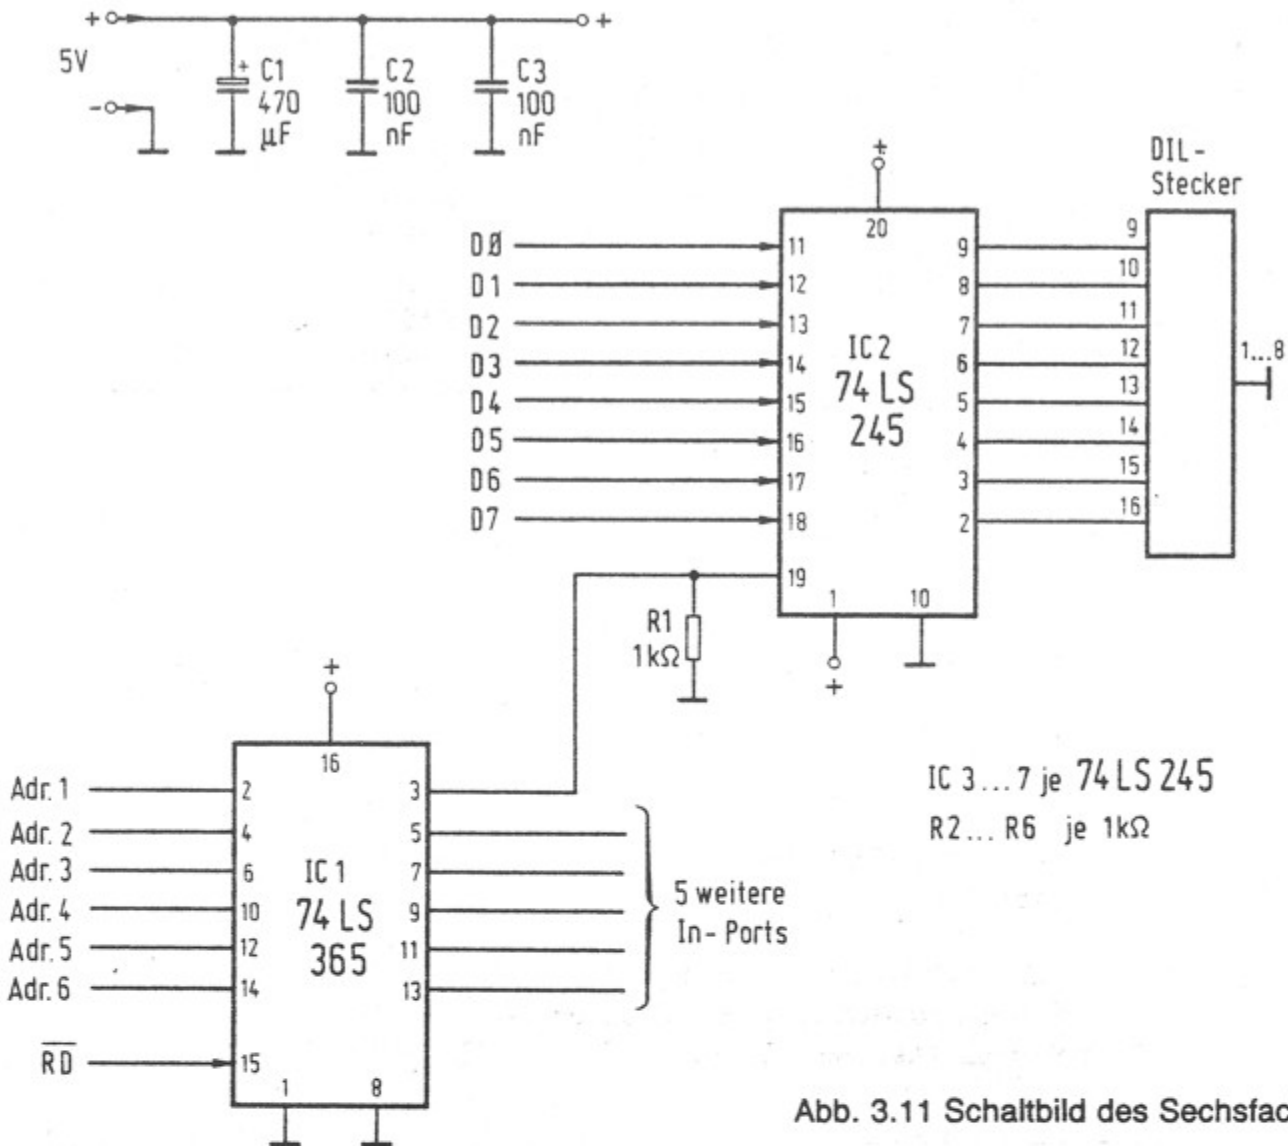 + +
5V
-
+ C1
470
µF
C2
100
nF
C3
100
nF
DIL-
Stecker
+
20
D0 11 9 9
D1 12 8 10
D2 13 7 11
D3 14 6 12
D4 15 5 13
D5 16 4 14
D6 17 3 15
D7 18 2 16
IC2
74 LS
245
1...8
19
1 10
+
R1
1kΩ
+
16
Adr. 1 2 3
Adr. 2 4 5
Adr. 3 6 7
Adr. 4 10 9
Adr. 5 12 11
Adr. 6 14 13
RD 15
1 8
IC1
74 LS
365
5 weitere
In-Ports
IC 3...7 je 74 LS 245
R2... R6 je 1kΩ
Abb. 3.11 Schaltbild des Sechsfac